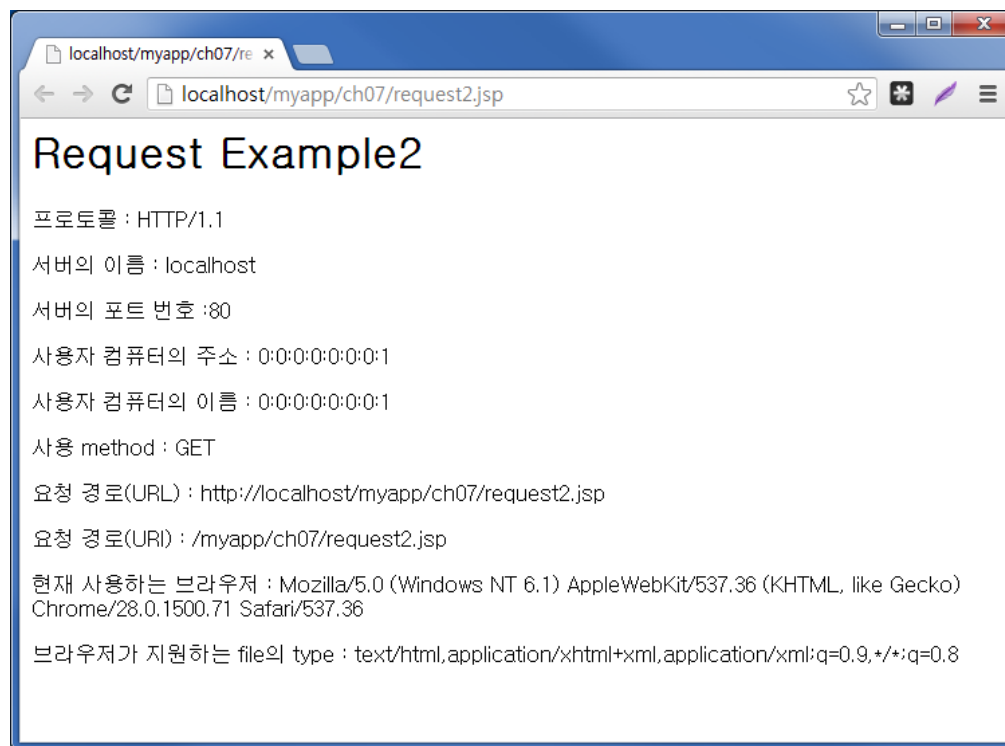 localhost/myapp/ch07/re
localhost/myapp/ch07/request2.jsp
Request Example2
프로토콜 : HTTP/1.1
서버의 이름 : localhost
서버의 포트 번호 :80
사용자 컴퓨터의 주소 : 0:0:0:0:0:0:0:1
사용자 컴퓨터의 이름 : 0:0:0:0:0:0:0:1
사용 method : GET
요청 경로(URL) : http://localhost/myapp/ch07/request2.jsp
요청 경로(URI) : /myapp/ch07/request2.jsp
현재 사용하는 브라우저 : Mozilla/5.0 (Windows NT 6.1) AppleWebKit/537.36 (KHTML, like Gecko)
Chrome/28.0.1500.71 Safari/537.36
브라우저가 지원하는 file의 type : text/html,application/xhtml+xml,application/xml;q=0.9,*/*;q=0.8